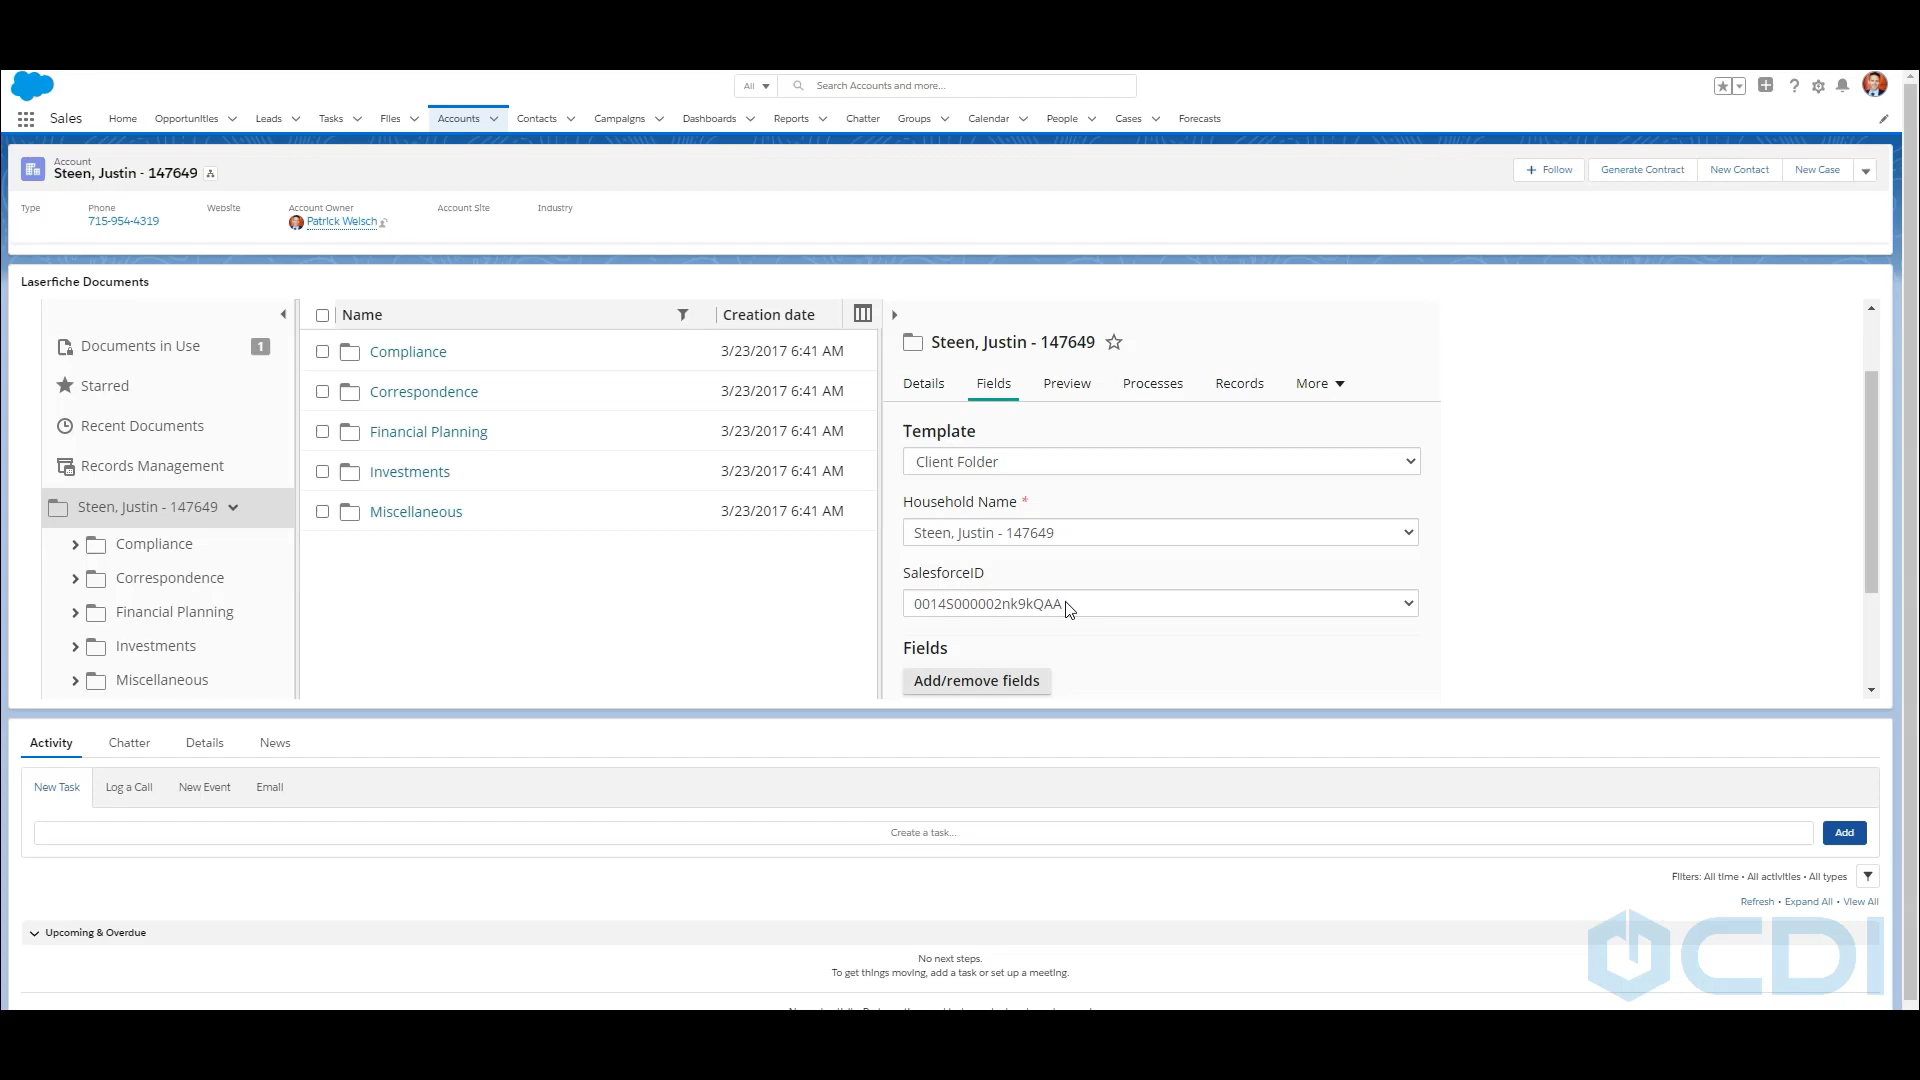 All
Search Accounts and more...
Sales
Home
Opportunities
Leads
Tasks
Files
Accounts
Contacts
Campaigns
Dashboards
Reports
Chatter
Groups
Calendar
People
Cases
Forecasts
Account
Steen, Justin - 147649
Follow
Generate Contract
New Contact
New Case
Type
Phone
Website
Account Owner
Account Site
Industry
715-954-4319
Patrick Welsch
Laserfiche Documents
Documents in Use
1
Starred
Recent Documents
Records Management
Steen, Justin - 147649
Compliance
Correspondence
Financial Planning
Investments
Miscellaneous
Name
Creation date
Compliance 3/23/2017 6:41 AM
Correspondence 3/23/2017 6:41 AM
Financial Planning 3/23/2017 6:41 AM
Investments 3/23/2017 6:41 AM
Miscellaneous 3/23/2017 6:41 AM
Steen, Justin - 147649
Details
Fields
Preview
Processes
Records
More
Template
Client Folder
Household Name *
Steen, Justin - 147649
SalesforceID
0014S000002nk9kQAA
Fields
Add/remove fields
Activity
Chatter
Details
News
New Task
Log a Call
New Event
Email
Create a task...
Add
Filters: All time • All activities • All types
Refresh • Expand All • View All
Upcoming & Overdue
No next steps.
To get things moving, add a task or set up a meeting.
CDI